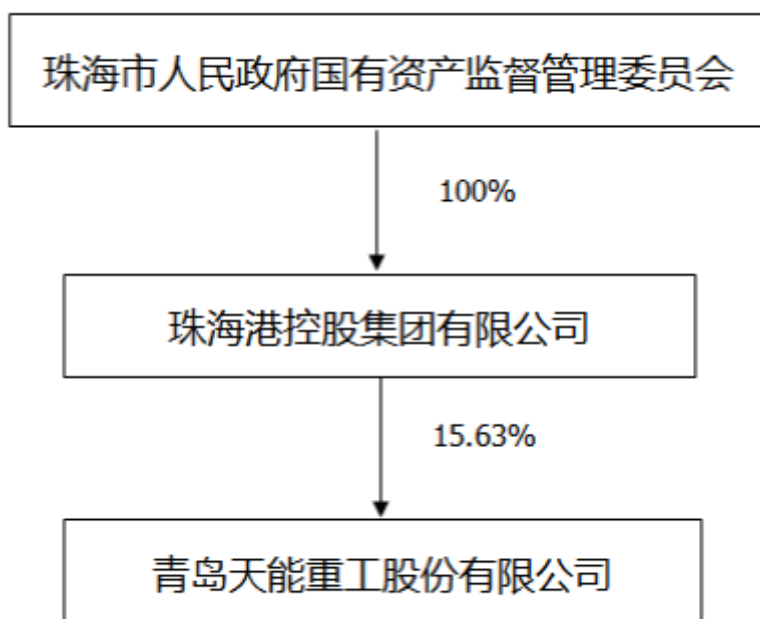 珠海市人民政府国有资产监督管理委员会
100%
珠海港控股集团有限公司
15.63%
青岛天能重工股份有限公司